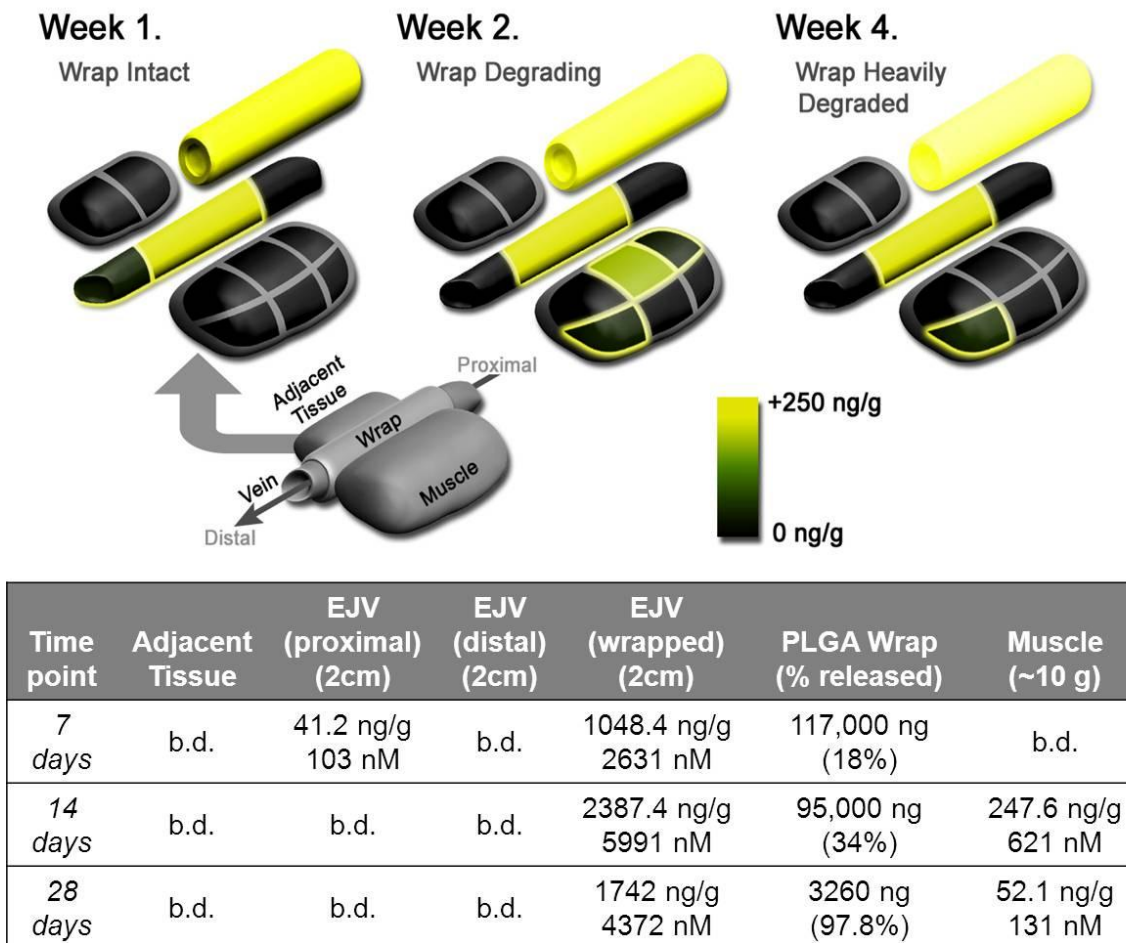 Week 1.
Wrap Intact
Week 2.
Wrap Degrading
Week 4.
Wrap Heavily
Degraded
Adjacent
Tissue
Wrap
Proximal
Vein
Muscle
Distal
+250 ng/g
0 ng/g
Time point Adjacent Tissue EJV (proximal) (2cm) EJV (distal) (2cm) EJV (wrapped) (2cm) PLGA Wrap (% released) Muscle (~10 g)
7 days b.d. 41.2 ng/g 103 nM b.d. 1048.4 ng/g 2631 nM 117,000 ng (18%) b.d.
14 days b.d. b.d. b.d. 2387.4 ng/g 5991 nM 95,000 ng (34%) 247.6 ng/g 621 nM
28 days b.d. b.d. b.d. 1742 ng/g 4372 nM 3260 ng (97.8%) 52.1 ng/g 131 nM